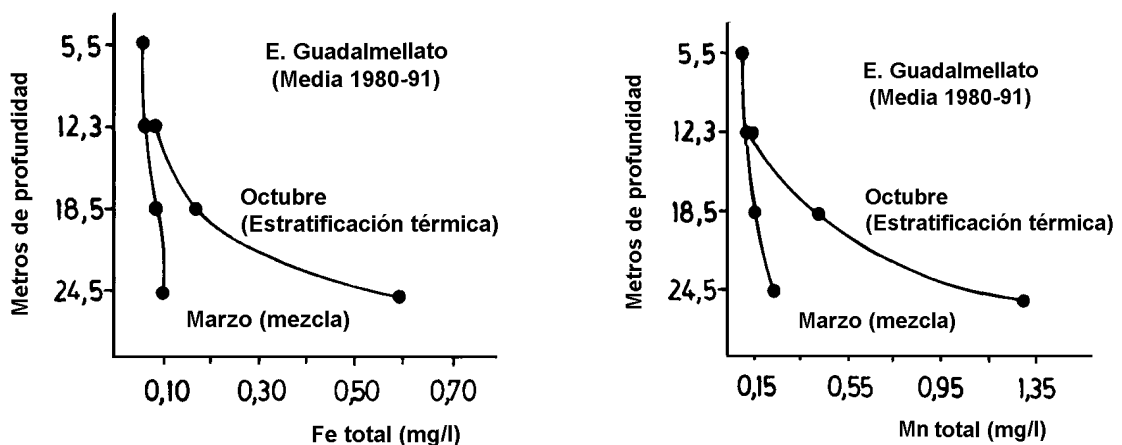 Metros de profundidad
5,5
12,3
18,5
24,5
E. Guadalmellato
(Media 1980-91)
Octubre
(Estratificación térmica)
Marzo (mezcla)
0,10 0,30 0,50 0,70
Fe total (mg/l)
Metros de profundidad
5,5
12,3
18,5
24,5
E. Guadalmellato
(Media 1980-91)
Octubre
(Estratificación térmica)
Marzo (mezcla)
0,15 0,55 0,95 1,35
Mn total (mg/l)